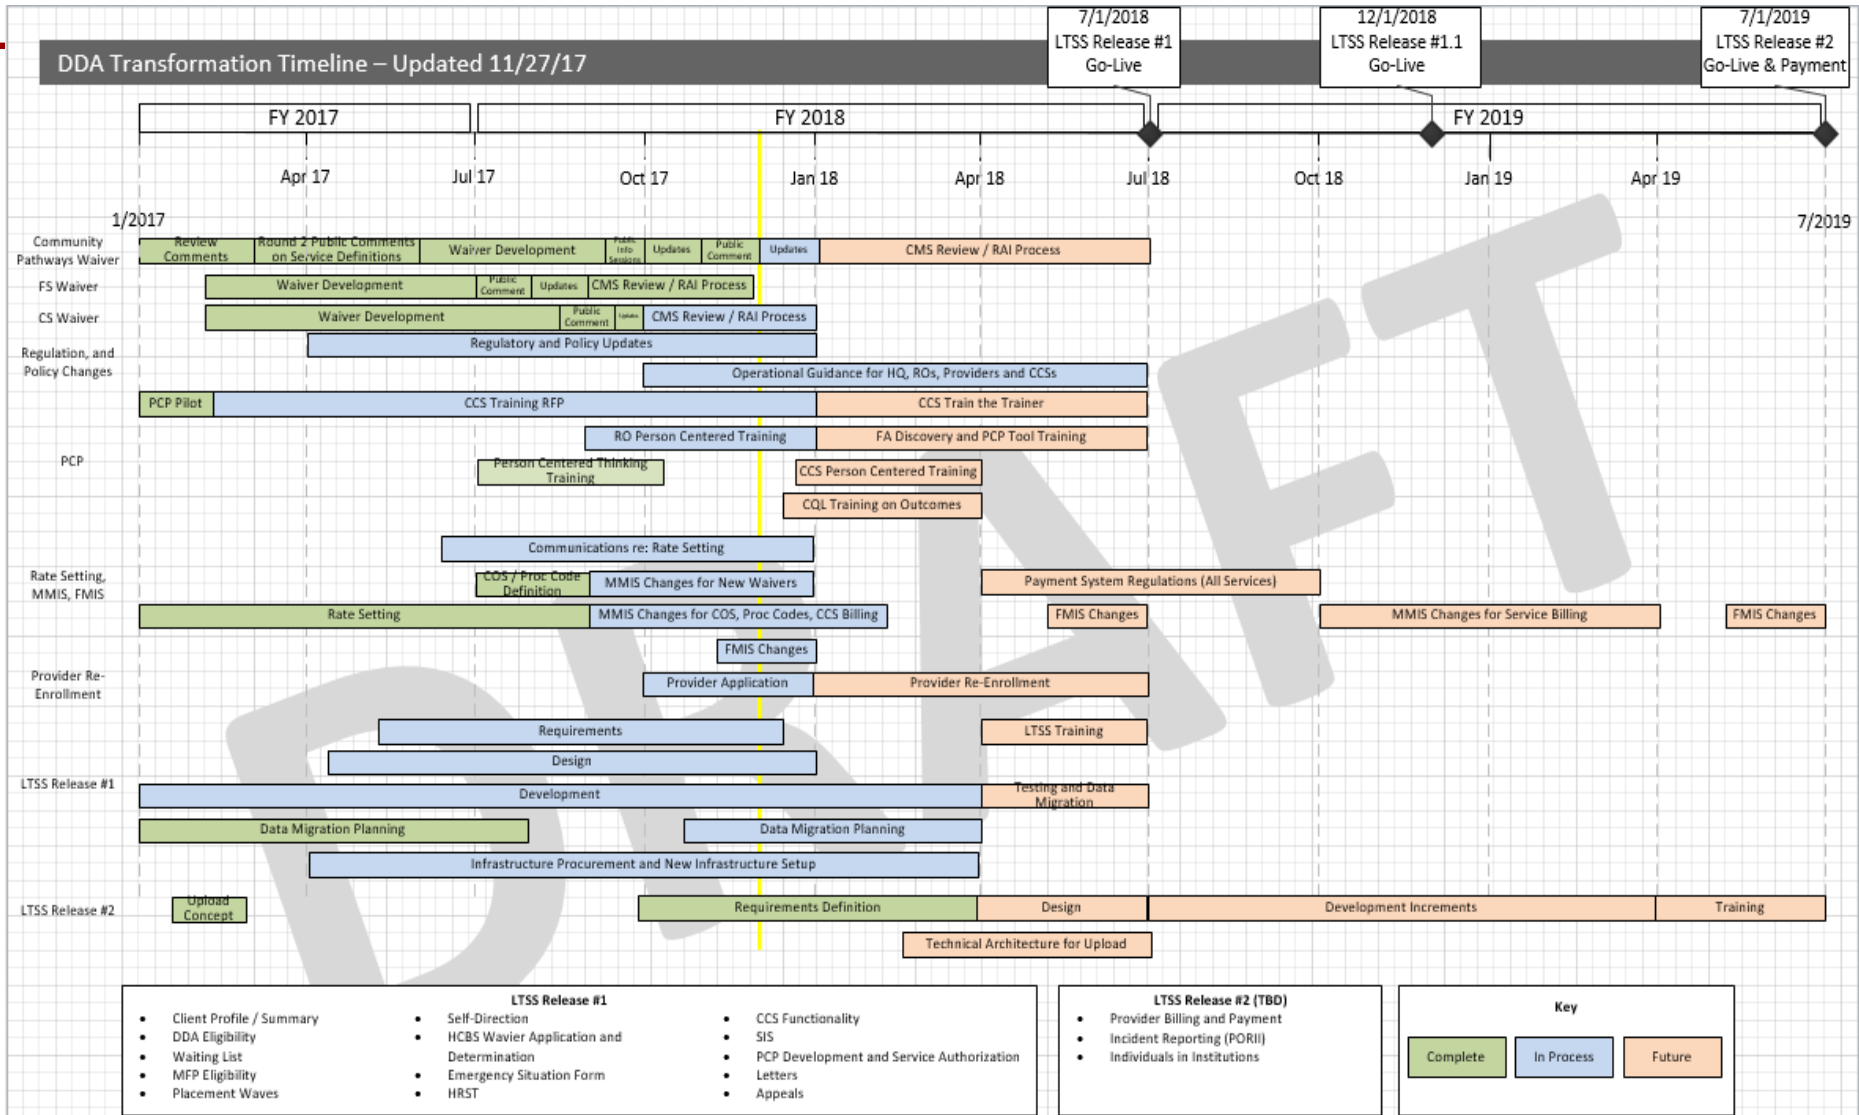 7/1/2018
LTSS Release #1
Go-Live
12/1/2018
LTSS Release #1.1
Go-Live
7/1/2019
LTSS Release #2
Go-Live & Payment
DDA Transformation Timeline – Updated 11/27/17
FY 2017
FY 2018
FY 2019
Apr 17
Jul 17
Oct 17
Jan 18
Apr 18
Jul 18
Oct 18
Jan 19
Apr 19
1/2017
7/2019
Community
Pathways Waiver
Review
Comments
Round 2 Public Comments
on Service Definitions
Waiver Development
Public
Info
Sessions
Updates
Public
Comment
Updates
CMS Review / RAI Process
FS Waiver
Waiver Development
Public
Comment
Updates
CMS Review / RAI Process
CS Waiver
Waiver Development
Public
Comment
Updates
CMS Review / RAI Process
Regulation, and
Policy Changes
Regulatory and Policy Updates
Operational Guidance for HQ, ROs, Providers and CCSs
PCP Pilot
CCS Training RFP
CCS Train the Trainer
RO Person Centered Training
FA Discovery and PCP Tool Training
PCP
Person Centered Thinking
Training
CCS Person Centered Training
CQL Training on Outcomes
Communications re: Rate Setting
Rate Setting,
MMIS, FMIS
COS / Proc Code
Definition
MMIS Changes for New Waivers
Payment System Regulations (All Services)
Rate Setting
MMIS Changes for COS, Proc Codes, CCS Billing
FMIS Changes
MMIS Changes for Service Billing
FMIS Changes
FMIS Changes
Provider Re-
Enrollment
Provider Application
Provider Re-Enrollment
Requirements
LTSS Training
Design
LTSS Release #1
Development
Testing and Data
Migration
Data Migration Planning
Data Migration Planning
Infrastructure Procurement and New Infrastructure Setup
LTSS Release #2
Upload
Concept
Requirements Definition
Design
Development Increments
Training
Technical Architecture for Upload
DRAFT
LTSS Release #1
• Client Profile / Summary
• DDA Eligibility
• Waiting List
• MFP Eligibility
• Placement Waves
• Self-Direction
• HCBS Wavier Application and
Determination
• Emergency Situation Form
• HRST
• CCS Functionality
• SIS
• PCP Development and Service Authorization
• Letters
• Appeals
LTSS Release #2 (TBD)
• Provider Billing and Payment
• Incident Reporting (PORII)
• Individuals in Institutions
Key
Complete
In Process
Future